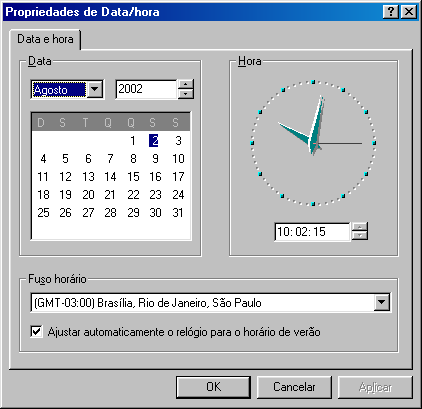 Propriedades de Data/hora
Data e hora
Data
Hora
Agosto 2002
D S T Q Q S S
1 2 3
4 5 6 7 8 9 10
11 12 13 14 15 16 17
18 19 20 21 22 23 24
25 26 27 28 29 30 31
10: 02: 15
Fuso horário
(GMT-03:00) Brasília, Rio de Janeiro, São Paulo
Ajustar automaticamente o relógio para o horário de verão
OK Cancelar Aplicar